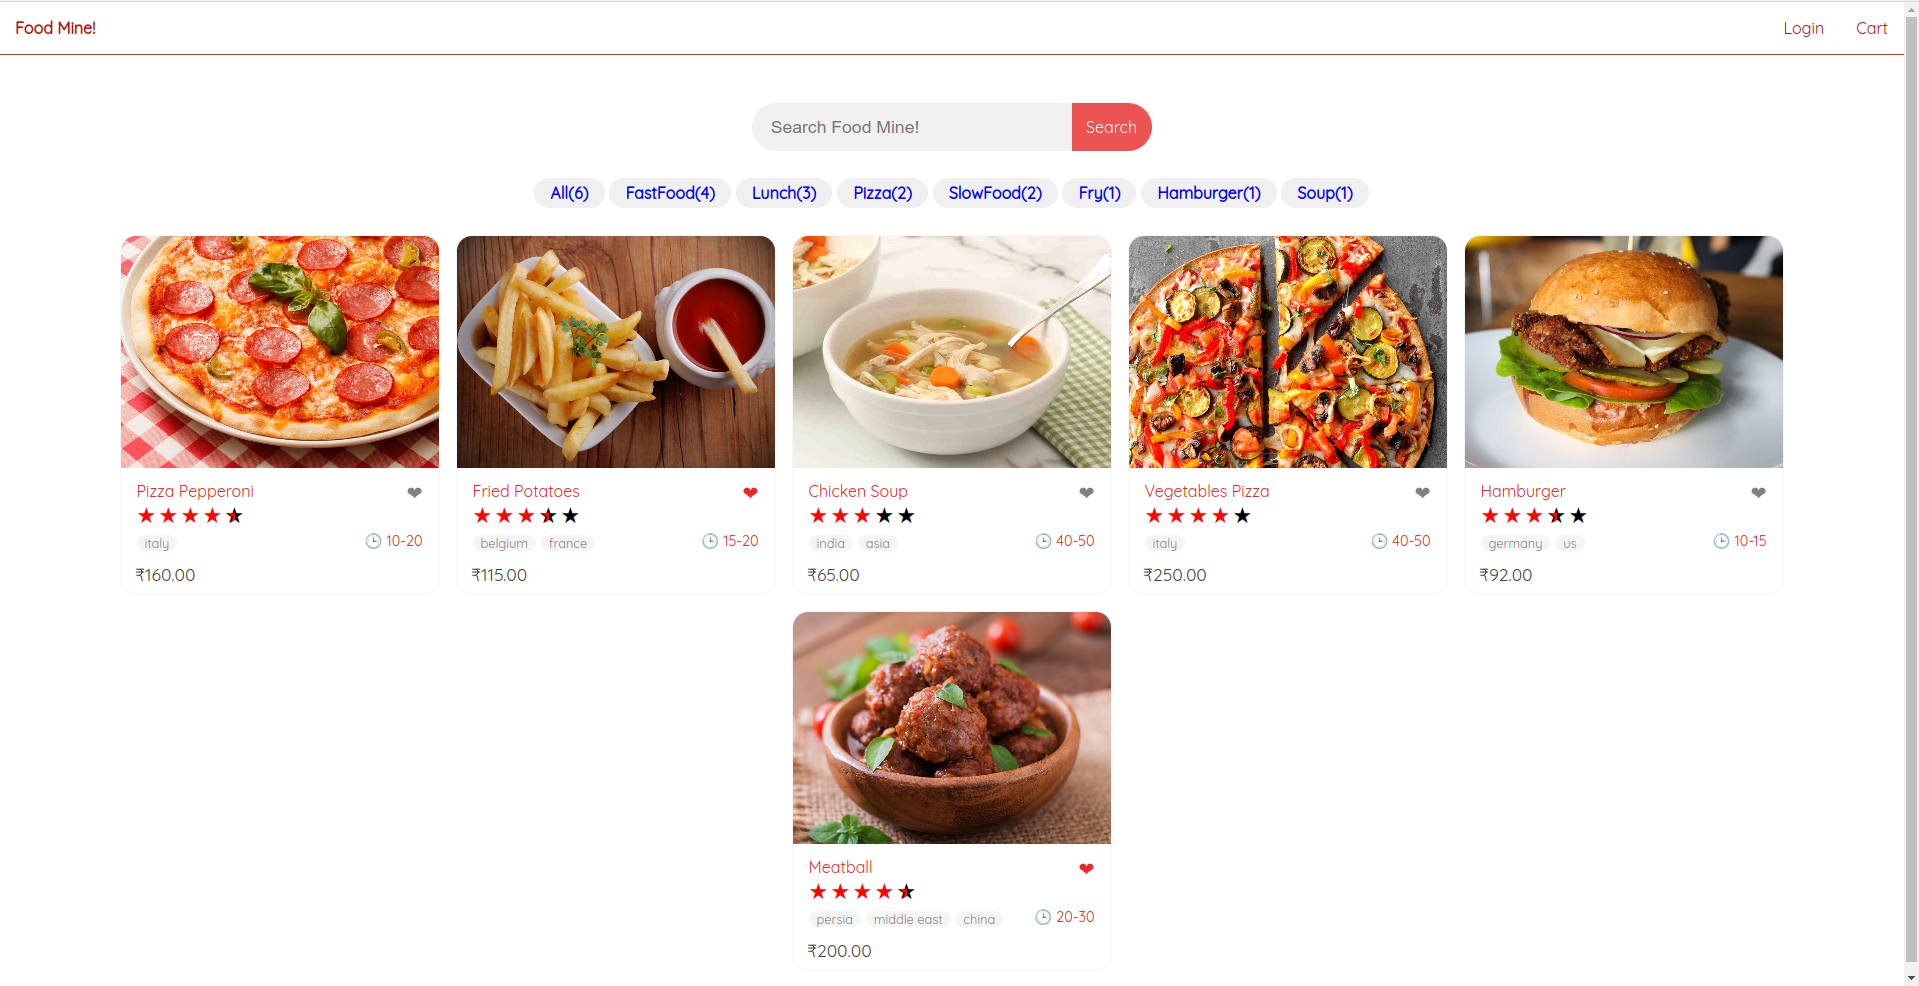 Food Mine!
Login Cart
Search Food Mine! Search
All(6) FastFood(4) Lunch(3) Pizza(2) SlowFood(2) Fry(1) Hamburger(1) Soup(1)
Pizza Pepperoni
italy 10-20
₹160.00
Fried Potatoes
belgium france 15-20
₹115.00
Chicken Soup
india asia 40-50
₹65.00
Vegetables Pizza
italy 40-50
₹250.00
Hamburger
germany us 10-15
₹92.00
Meatball
persia middle east china 20-30
₹200.00